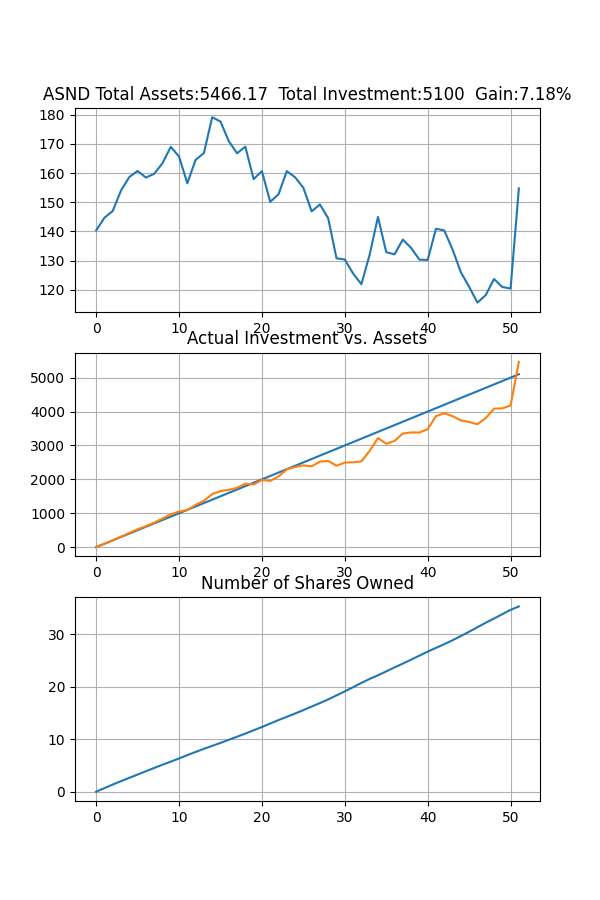 ASND Total Assets:5466.17  Total Investment:5100  Gain:7.18%
180
170
160
150
140
130
120
0 10 20 30 40 50
Actual Investment vs. Assets
5000
4000
3000
2000
1000
0
0 10 20 30 40 50
Number of Shares Owned
30
20
10
0
0 10 20 30 40 50